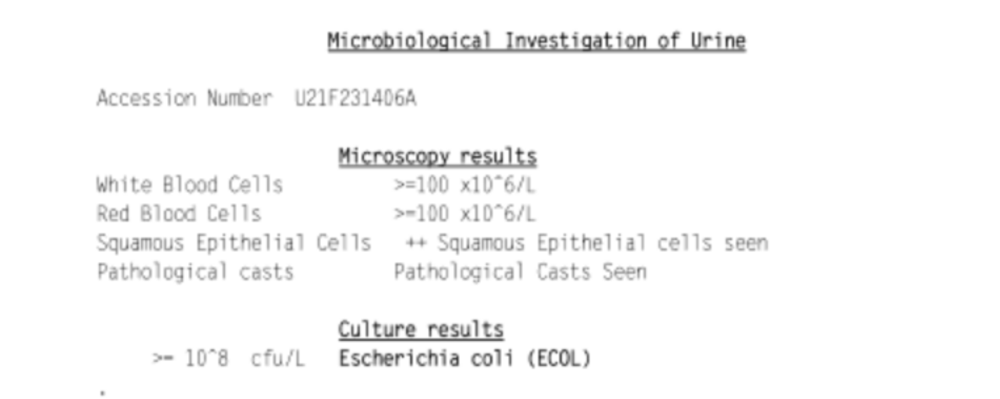 Microbiological Investigation of Urine
Accession Number U21F231406A
Microscopy results
White Blood Cells >=100 x10^6/L
Red Blood Cells >=100 x10^6/L
Squamous Epithelial Cells ++ Squamous Epithelial cells seen
Pathological casts Pathological Casts Seen
Culture results
>= 10^8 cfu/L Escherichia coli (ECOL)
.